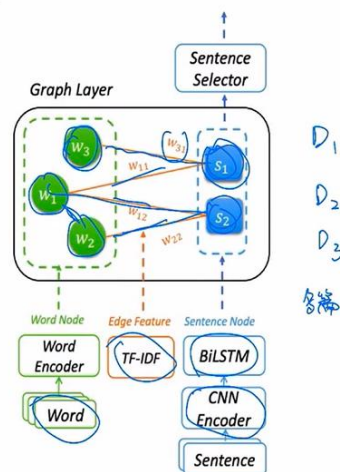 Sentence
Selector
Graph Layer
w3
w31
s1
w11
w1
w12
s2
w2
w22
D1
D2
D3
Word Node
Edge Feature
Sentence Node
Word
Encoder
TF-IDF
BiLSTM
Word
CNN
Encoder
Sentence